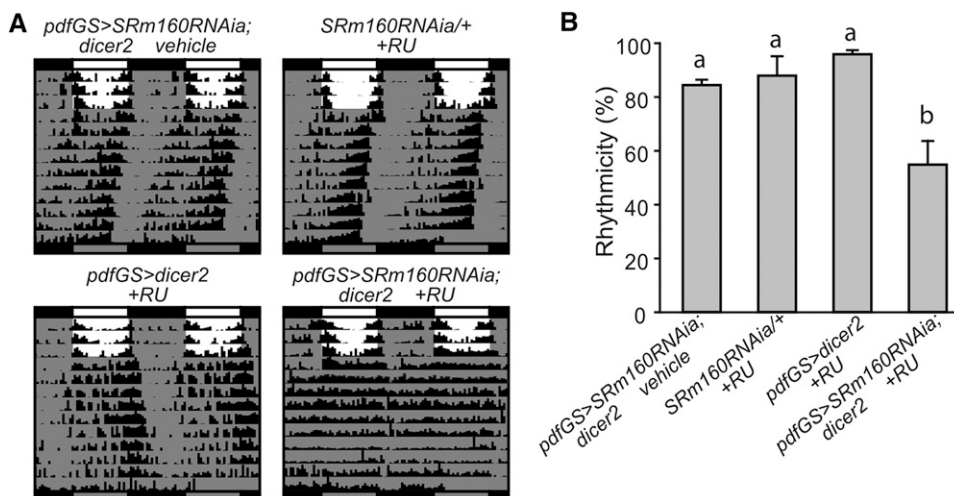 A
pdfGS>SRm160RNAia;
dicer2 vehicle
SRm160RNAia/+
+RU
pdfGS>dicer2
+RU
pdfGS>SRm160RNAia;
dicer2 +RU
B
Rhythmicity (%)
100
80
60
40
20
0
a
a
a
b
pdfGS>SRm160RNAia;
dicer2 vehicle
SRm160RNAia/+
+RU
pdfGS>dicer2
+RU
pdfGS>SRm160RNAia;
dicer2 +RU